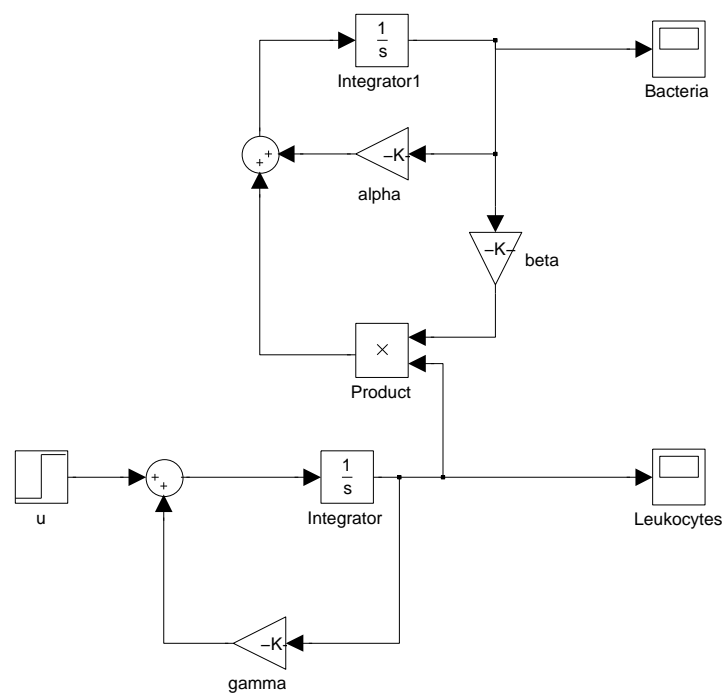 1
s
Integrator1
Bacteria
+
+
–K–
alpha
–K–
beta
×
Product
u
+
+
1
s
Integrator
Leukocytes
–K–
gamma